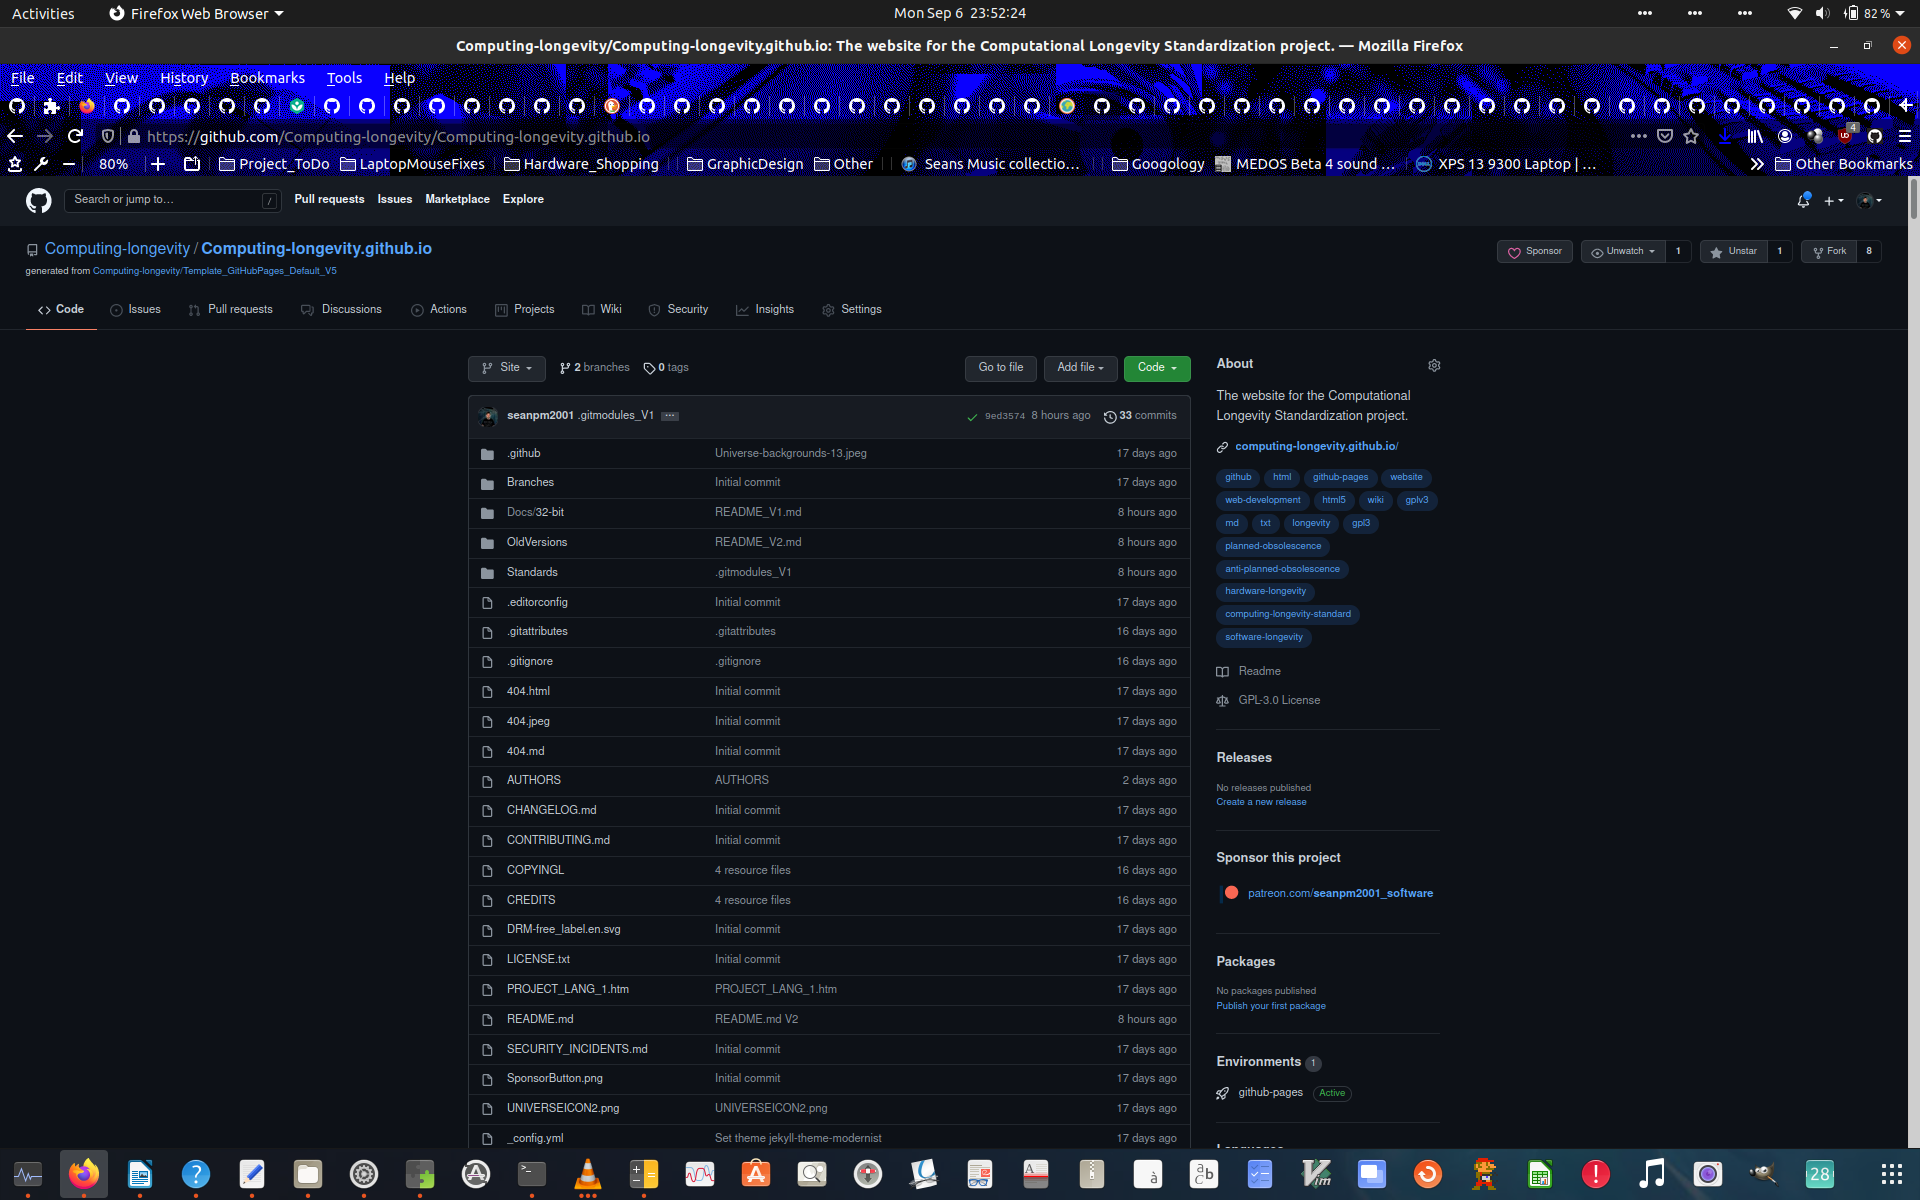 Activities Firefox Web Browser Mon Sep 6 23:52:24 82 %
Computing-longevity/Computing-longevity.github.io: The website for the Computational Longevity Standardization project. — Mozilla Firefox
File Edit View History Bookmarks Tools Help
https://github.com/Computing-longevity/Computing-longevity.github.io 4
80% Project_ToDo LaptopMouseFixes Hardware_Shopping GraphicDesign Other Seans Music collectio… Googology MEDOS Beta 4 sound … XPS 13 9300 Laptop | … Other Bookmarks
Search or jump to… / Pull requests Issues Marketplace Explore
Computing-longevity / Computing-longevity.github.io Sponsor Unwatch 1 Unstar 1 Fork 8
generated from Computing-longevity/Template_GitHubPages_Default_V5
Code Issues Pull requests Discussions Actions Projects Wiki Security Insights Settings
Site 2 branches 0 tags Go to file Add file Code
seanpm2001 .gitmodules_V1 ... 9ed3574 8 hours ago 33 commits
.github Universe-backgrounds-13.jpeg 17 days ago
Branches Initial commit 17 days ago
Docs/32-bit README_V1.md 8 hours ago
OldVersions README_V2.md 8 hours ago
Standards .gitmodules_V1 8 hours ago
.editorconfig Initial commit 17 days ago
.gitattributes .gitattributes 16 days ago
.gitignore .gitignore 16 days ago
404.html Initial commit 17 days ago
404.jpeg Initial commit 17 days ago
404.md Initial commit 17 days ago
AUTHORS AUTHORS 2 days ago
CHANGELOG.md Initial commit 17 days ago
CONTRIBUTING.md Initial commit 17 days ago
COPYINGL 4 resource files 16 days ago
CREDITS 4 resource files 16 days ago
DRM-free_label.en.svg Initial commit 17 days ago
LICENSE.txt Initial commit 17 days ago
PROJECT_LANG_1.htm PROJECT_LANG_1.htm 17 days ago
README.md README.md V2 8 hours ago
SECURITY_INCIDENTS.md Initial commit 17 days ago
SponsorButton.png Initial commit 17 days ago
UNIVERSEICON2.png UNIVERSEICON2.png 17 days ago
_config.yml Set theme jekyll-theme-modernist 17 days ago
About
The website for the Computational
Longevity Standardization project.
computing-longevity.github.io/
github html github-pages website
web-development html5 wiki gplv3
md txt longevity gpl3
planned-obsolescence
anti-planned-obsolescence
hardware-longevity
computing-longevity-standard
software-longevity
Readme
GPL-3.0 License
Releases
No releases published
Create a new release
Sponsor this project
patreon.com/seanpm2001_software
Packages
No packages published
Publish your first package
Environments 1
github-pages Active
Languages
28